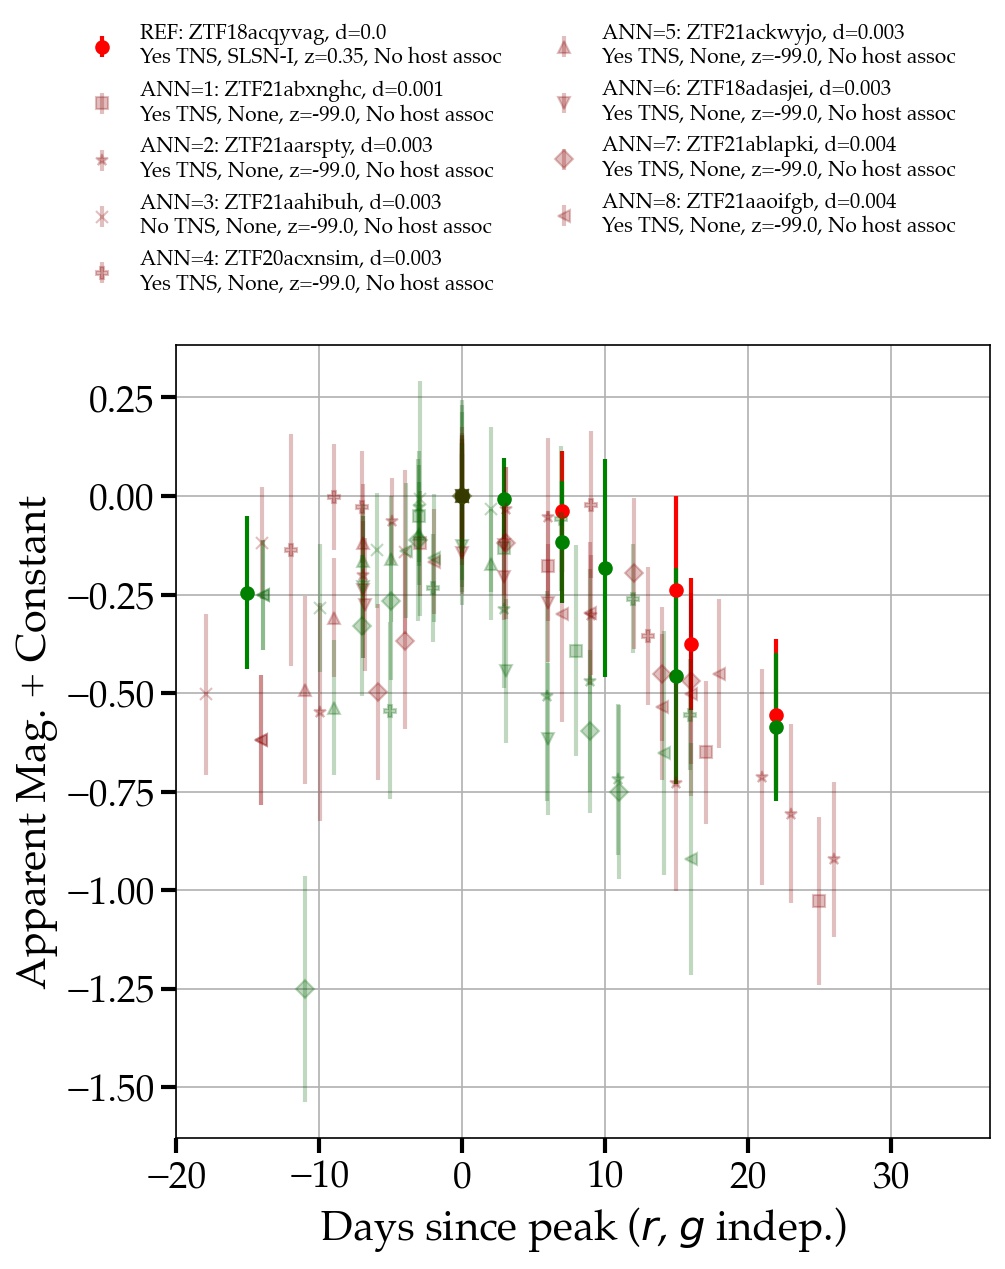 REF: ZTF18acqyvag, d=0.0
Yes TNS, SLSN-I, z=0.35, No host assoc
ANN=1: ZTF21abxnghc, d=0.001
Yes TNS, None, z=-99.0, No host assoc
ANN=2: ZTF21aarspty, d=0.003
Yes TNS, None, z=-99.0, No host assoc
ANN=3: ZTF21aahibuh, d=0.003
No TNS, None, z=-99.0, No host assoc
ANN=4: ZTF20acxnsim, d=0.003
Yes TNS, None, z=-99.0, No host assoc
ANN=5: ZTF21ackwyjo, d=0.003
Yes TNS, None, z=-99.0, No host assoc
ANN=6: ZTF18adasjei, d=0.003
Yes TNS, None, z=-99.0, No host assoc
ANN=7: ZTF21ablapki, d=0.004
Yes TNS, None, z=-99.0, No host assoc
ANN=8: ZTF21aaoifgb, d=0.004
Yes TNS, None, z=-99.0, No host assoc
Apparent Mag. + Constant
0.25
0.00
−0.25
−0.50
−0.75
−1.00
−1.25
−1.50
−20 −10 0 10 20 30
Days since peak (r, g indep.)